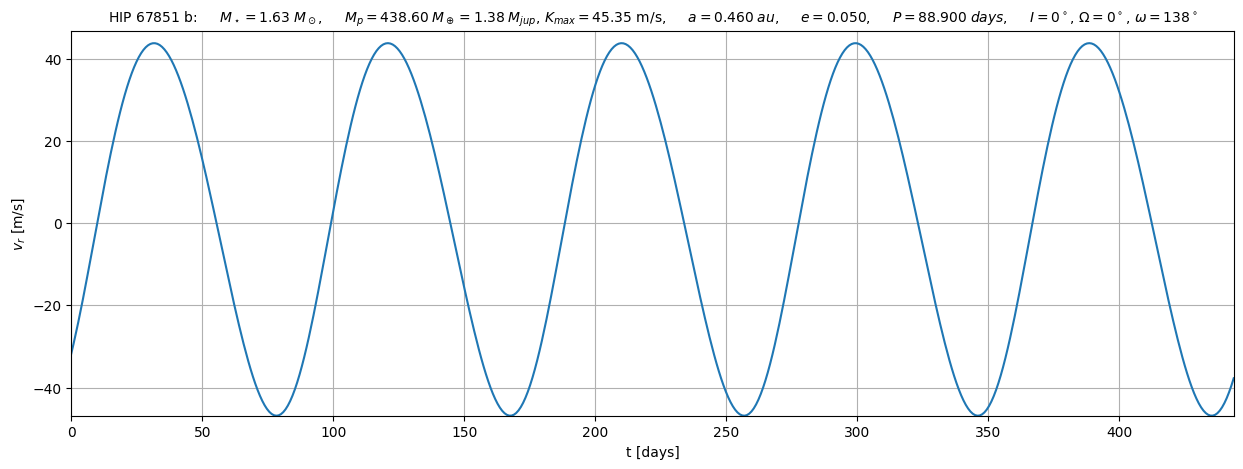 HIP 67851 b: M⋆ = 1.63 M⊙, Mp = 438.60 M⊕ = 1.38 Mjup, Kmax = 45.35 m/s, a = 0.460 au, e = 0.050, P = 88.900 days, I = 0°, Ω = 0°, ω = 138°
40
20
0
−20
−40
vr [m/s]
0 50 100 150 200 250 300 350 400
t [days]